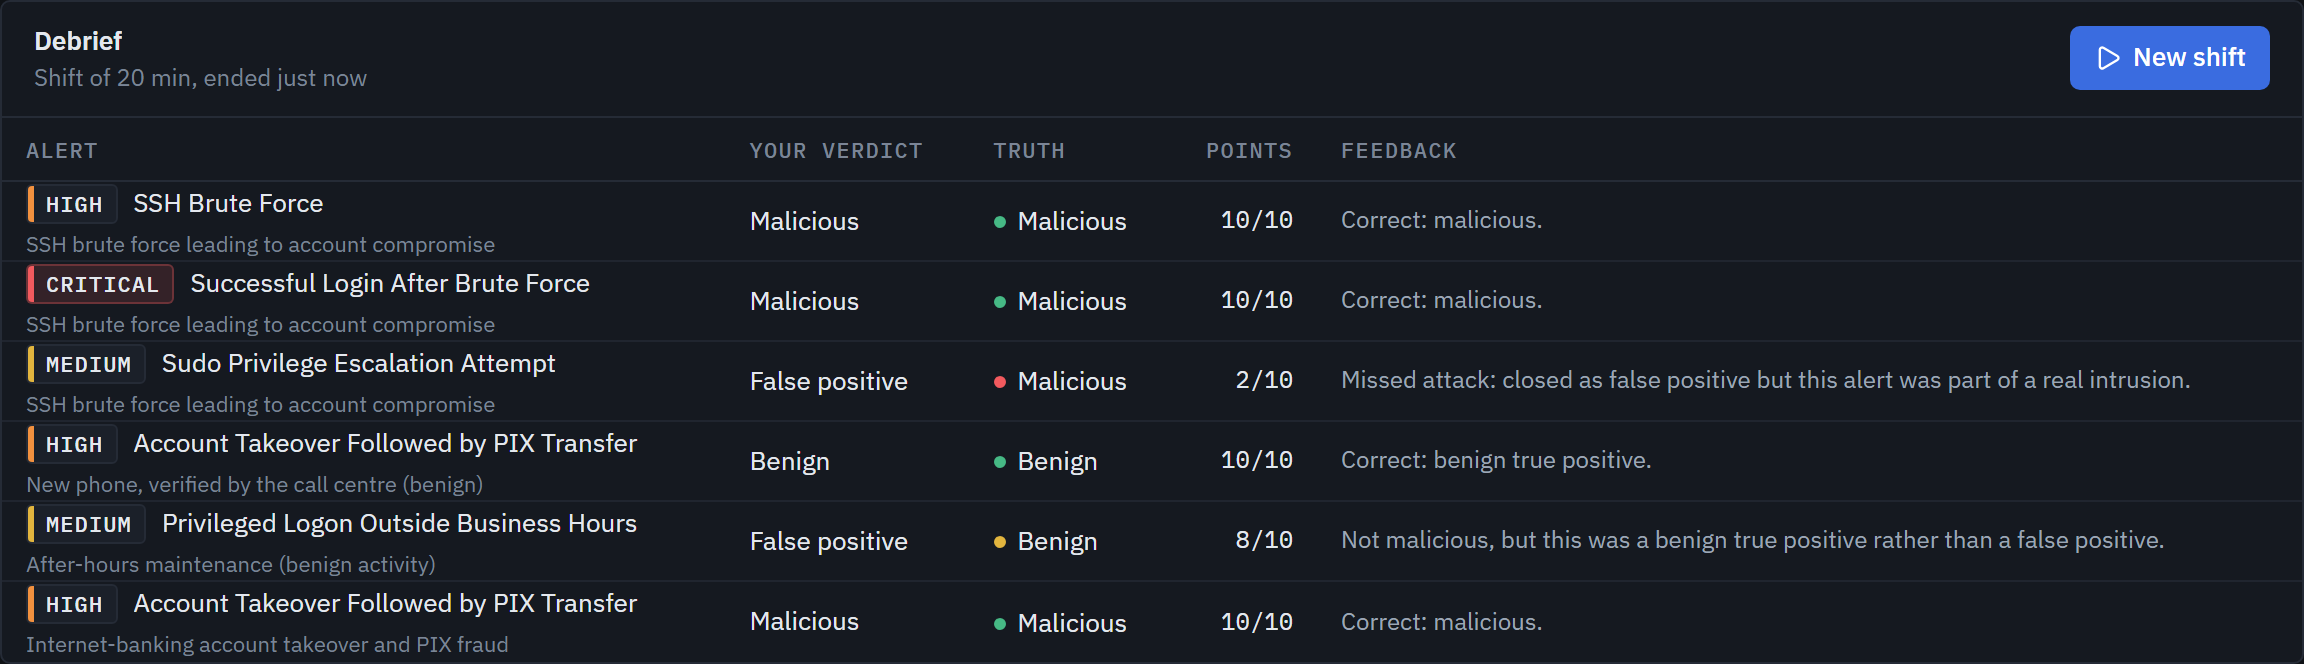 Debrief
Shift of 20 min, ended just now
New shift
ALERT YOUR VERDICT TRUTH POINTS FEEDBACK
HIGH SSH Brute Force
SSH brute force leading to account compromise
Malicious Malicious 10/10 Correct: malicious.
CRITICAL Successful Login After Brute Force
SSH brute force leading to account compromise
Malicious Malicious 10/10 Correct: malicious.
MEDIUM Sudo Privilege Escalation Attempt
SSH brute force leading to account compromise
False positive Malicious 2/10 Missed attack: closed as false positive but this alert was part of a real intrusion.
HIGH Account Takeover Followed by PIX Transfer
New phone, verified by the call centre (benign)
Benign Benign 10/10 Correct: benign true positive.
MEDIUM Privileged Logon Outside Business Hours
After-hours maintenance (benign activity)
False positive Benign 8/10 Not malicious, but this was a benign true positive rather than a false positive.
HIGH Account Takeover Followed by PIX Transfer
Internet-banking account takeover and PIX fraud
Malicious Malicious 10/10 Correct: malicious.